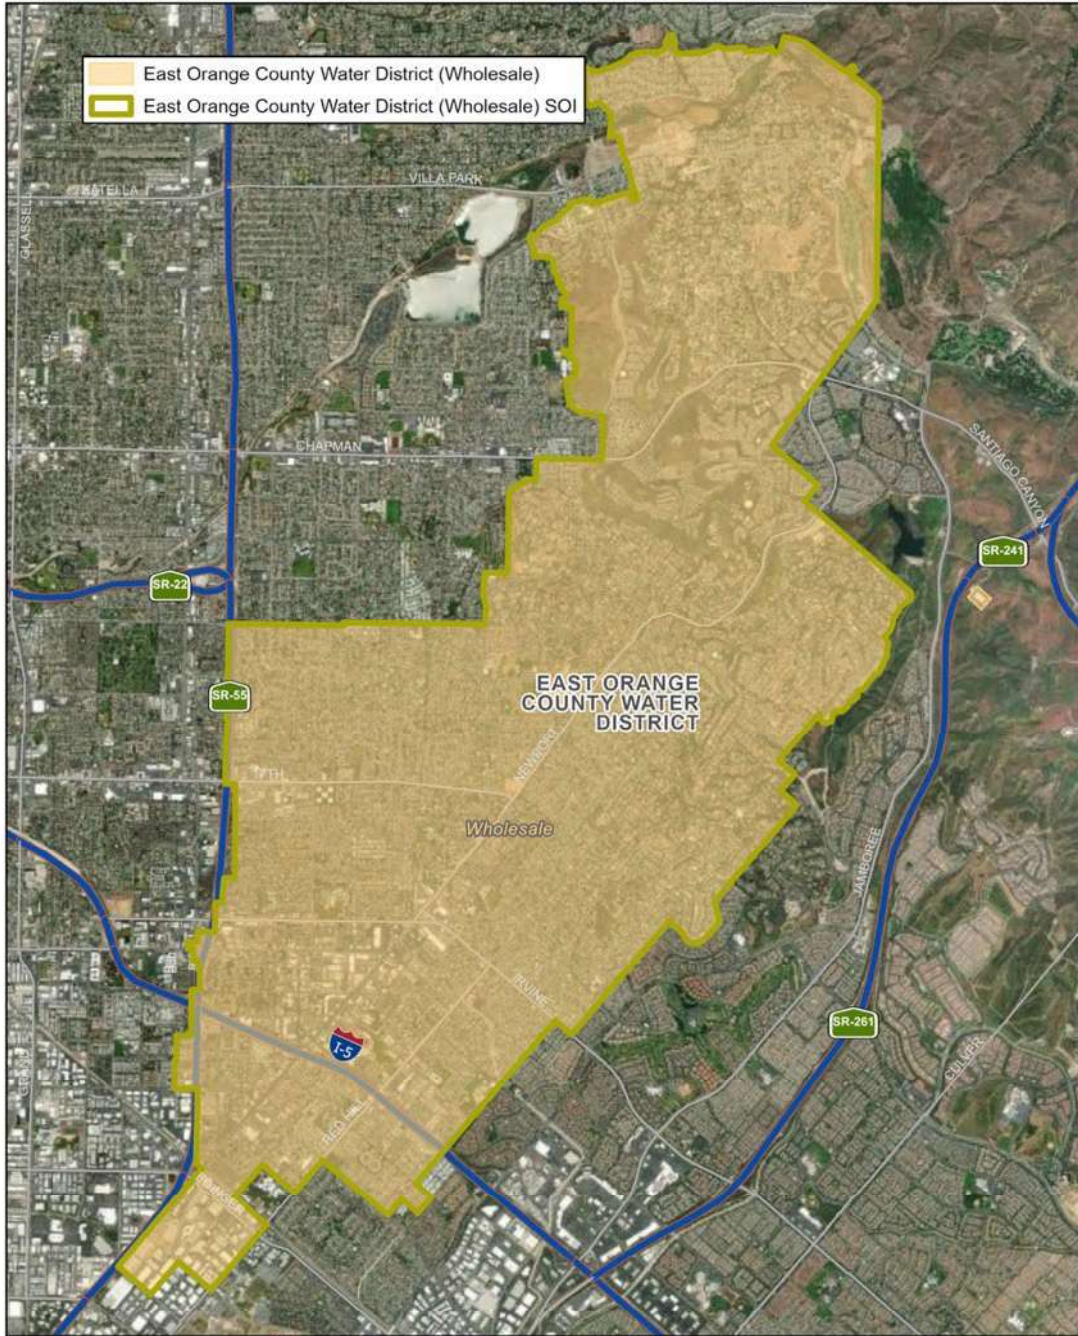 East Orange County Water District (Wholesale)
East Orange County Water District (Wholesale) SOI
VILLA PARK
KATELLA
GLASSELL
CHAPMAN
SANTIAGO CANYON
SR-22
SR-241
SR-55
EAST ORANGE
COUNTY WATER
DISTRICT
NEWPORT
17TH
Wholesale
JAMBOREE
IRVINE
SR-261
I-5
CULVER
GRAND
RED HILL